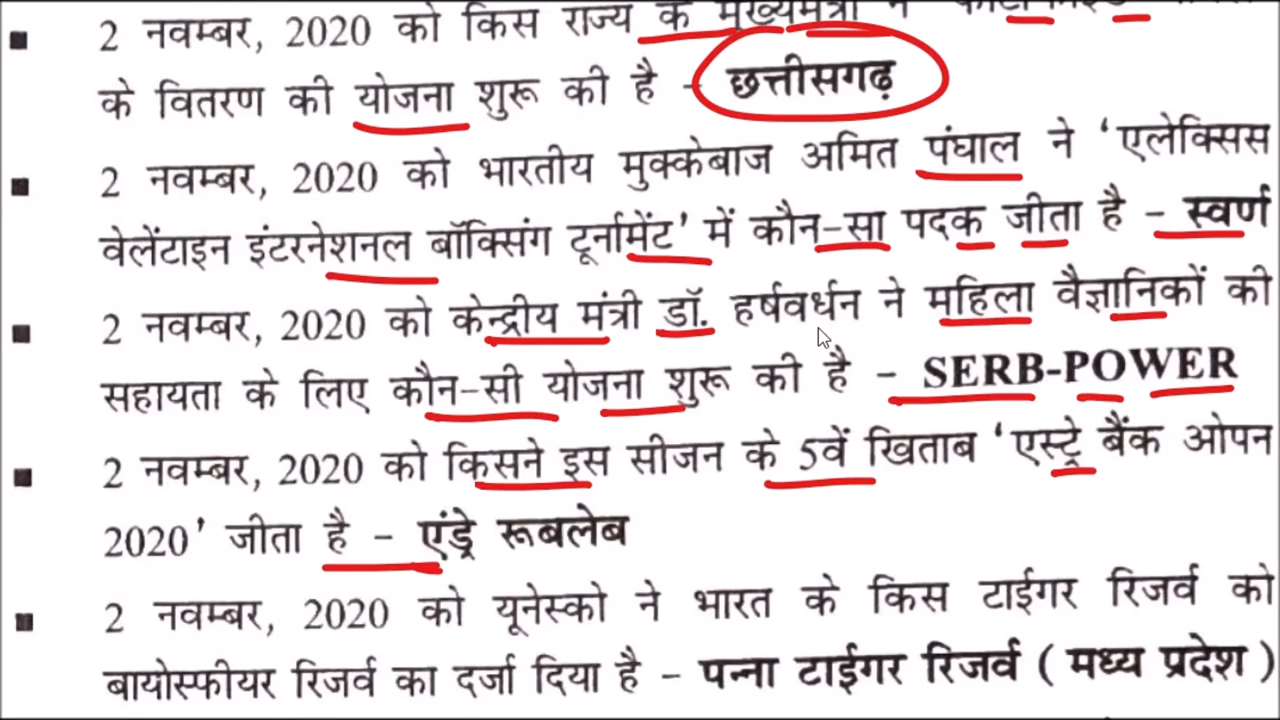 2 नवम्बर, 2020 को किस राज्य के मुख्यमंत्री ने
के वितरण की योजना शुरू की है - छत्तीसगढ़
2 नवम्बर, 2020 को भारतीय मुक्केबाज अमित पंघाल ने ‘एलेक्सिस
वेलेंटाइन इंटरनेशनल बॉक्सिंग टूर्नामेंट’ में कौन-सा पदक जीता है - स्वर्ण
2 नवम्बर, 2020 को केन्द्रीय मंत्री डॉ. हर्षवर्धन ने महिला वैज्ञानिकों की
सहायता के लिए कौन-सी योजना शुरू की है - SERB-POWER
2 नवम्बर, 2020 को किसने इस सीजन के 5वें खिताब ‘एस्ट्रे बैंक ओपन
2020’ जीता है - एंड्रे रूबलेब
2 नवम्बर, 2020 को यूनेस्को ने भारत के किस टाईगर रिजर्व को
बायोस्फीयर रिजर्व का दर्जा दिया है - पन्ना टाईगर रिजर्व ( मध्य प्रदेश )